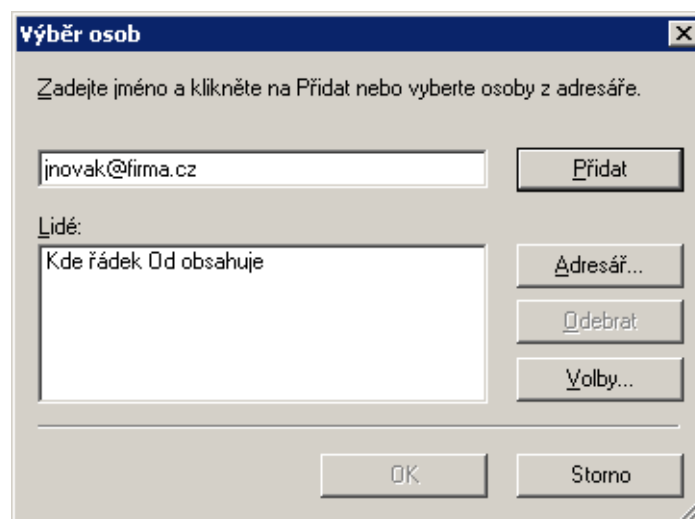 Výběr osob
Zadejte jméno a klikněte na Přidat nebo vyberte osoby z adresáře.
jnovak@firma.cz
Přidat
Lidé:
Kde řádek Od obsahuje
Adresář...
Odebrat
Volby...
OK
Storno